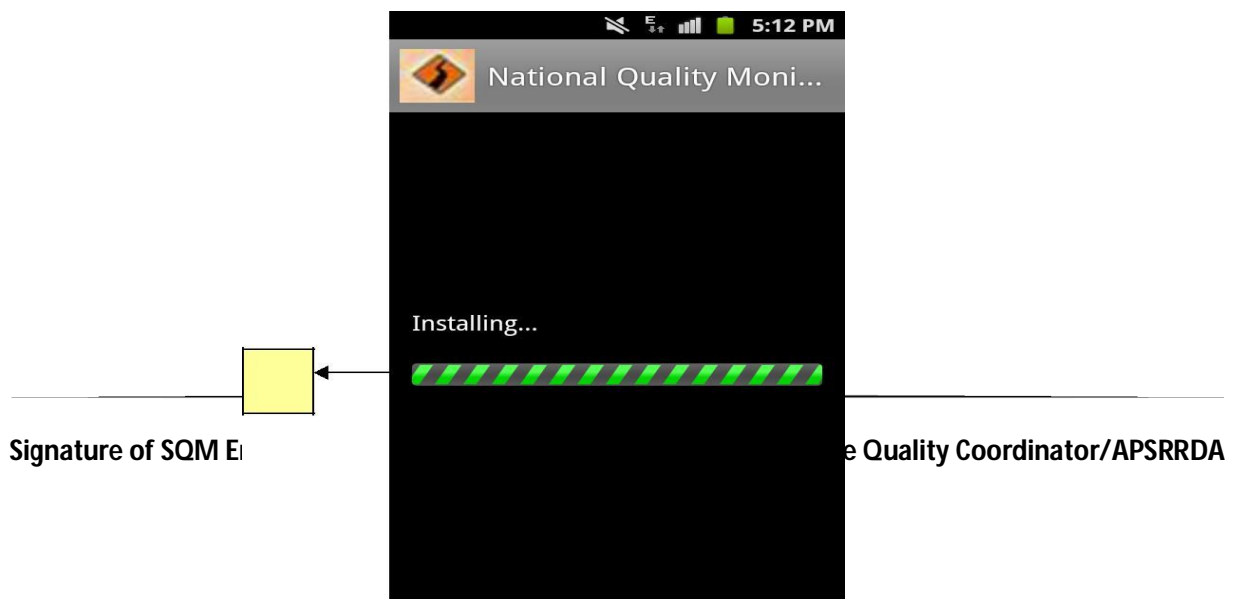 5:12 PM
National Quality Moni...
Installing...
Signature of SQM
Quality Coordinator/APSRRDA